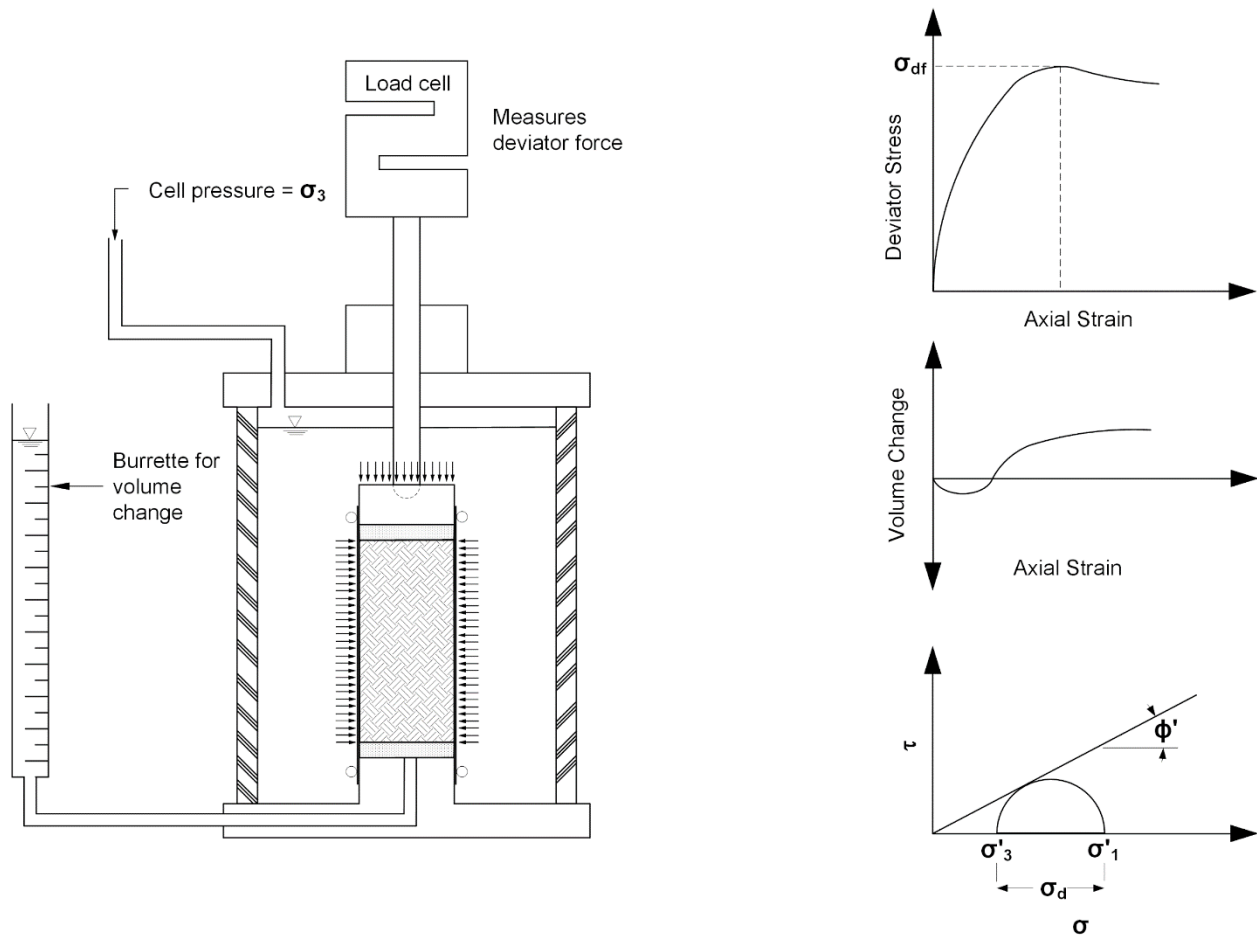 Load cell
Measures
deviator force
Cell pressure = σ3
Burrette for
volume
change
σdf
Deviator Stress
Axial Strain
Volume Change
Axial Strain
τ
ϕ'
σ'3
σ'1
σd
σ